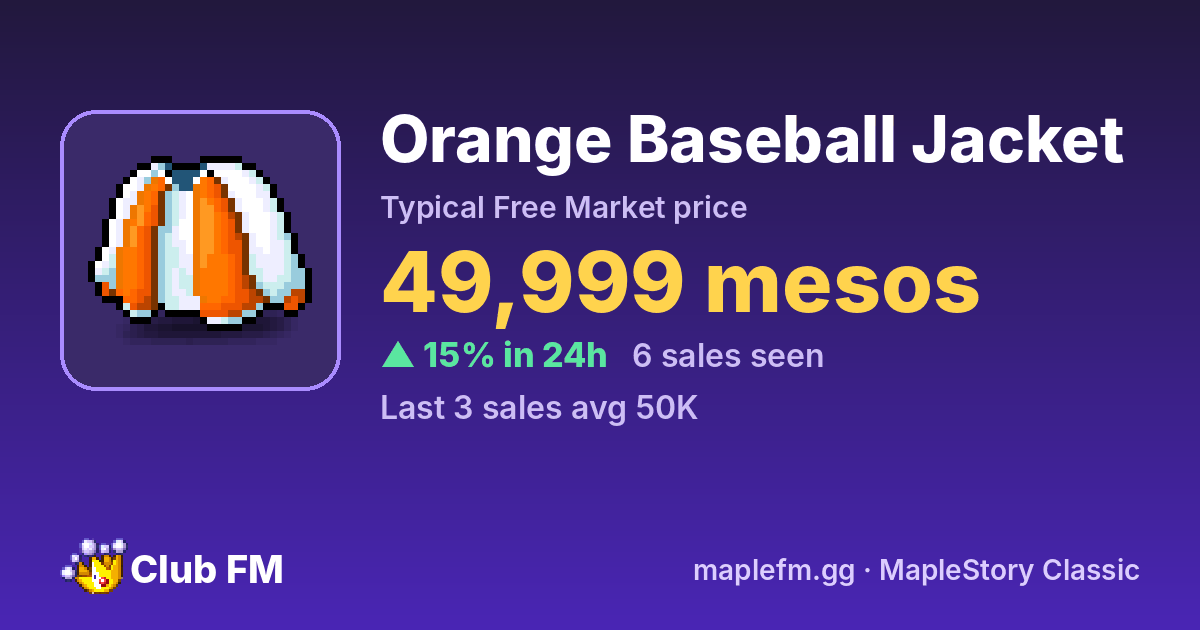 Orange Baseball Jacket
Typical Free Market price
49,999 mesos
▲ 15% in 24h 6 sales seen
Last 3 sales avg 50K
Club FM
maplefm.gg · MapleStory Classic